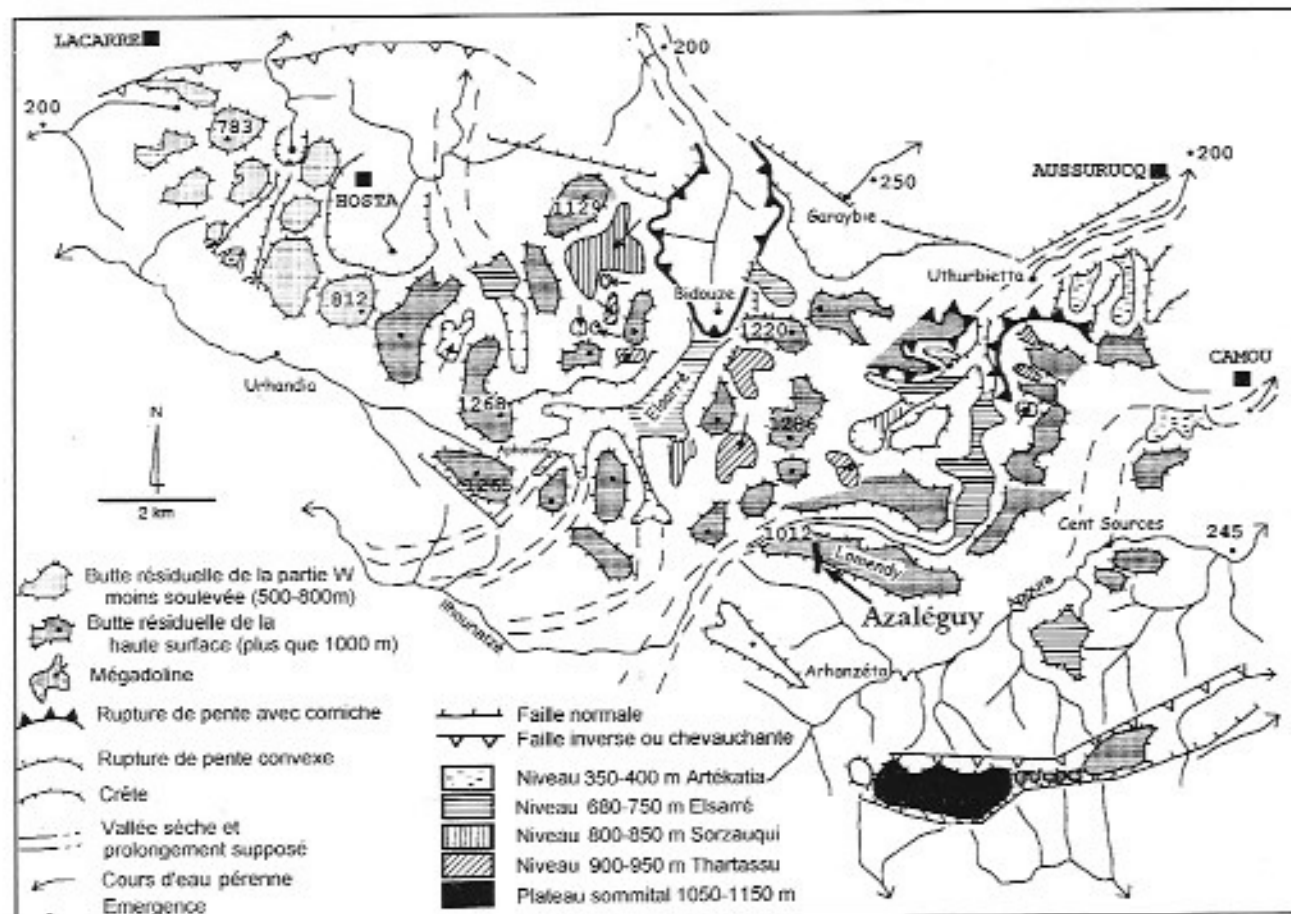 LACARRE
200
200
783
HOSTA
1129
250
AUSSURUCQ
200
Garaybie
Uthurbietta
812
Bidouze
1220
CAMOU
Urhandia
Elsarré
1268
1286
N
2 km
1265
1012
Lamendy
Cent Sources
245
Azaléguy
Arhanzéta
Butte résiduelle de la partie W
moins soulevée (500-800m)
Butte résiduelle de la
haute surface (plus que 1000 m)
Mégadoline
Rupture de pente avec corniche
Rupture de pente convexe
Crête
Vallée sèche et
prolongement supposé
Cours d'eau pérenne
Emergence
Faille normale
Faille inverse ou chevauchante
Niveau 350-400 m Artékatia
Niveau 680-750 m Elsarré
Niveau 800-850 m Sorzauqui
Niveau 900-950 m Thartassu
Plateau sommital 1050-1150 m